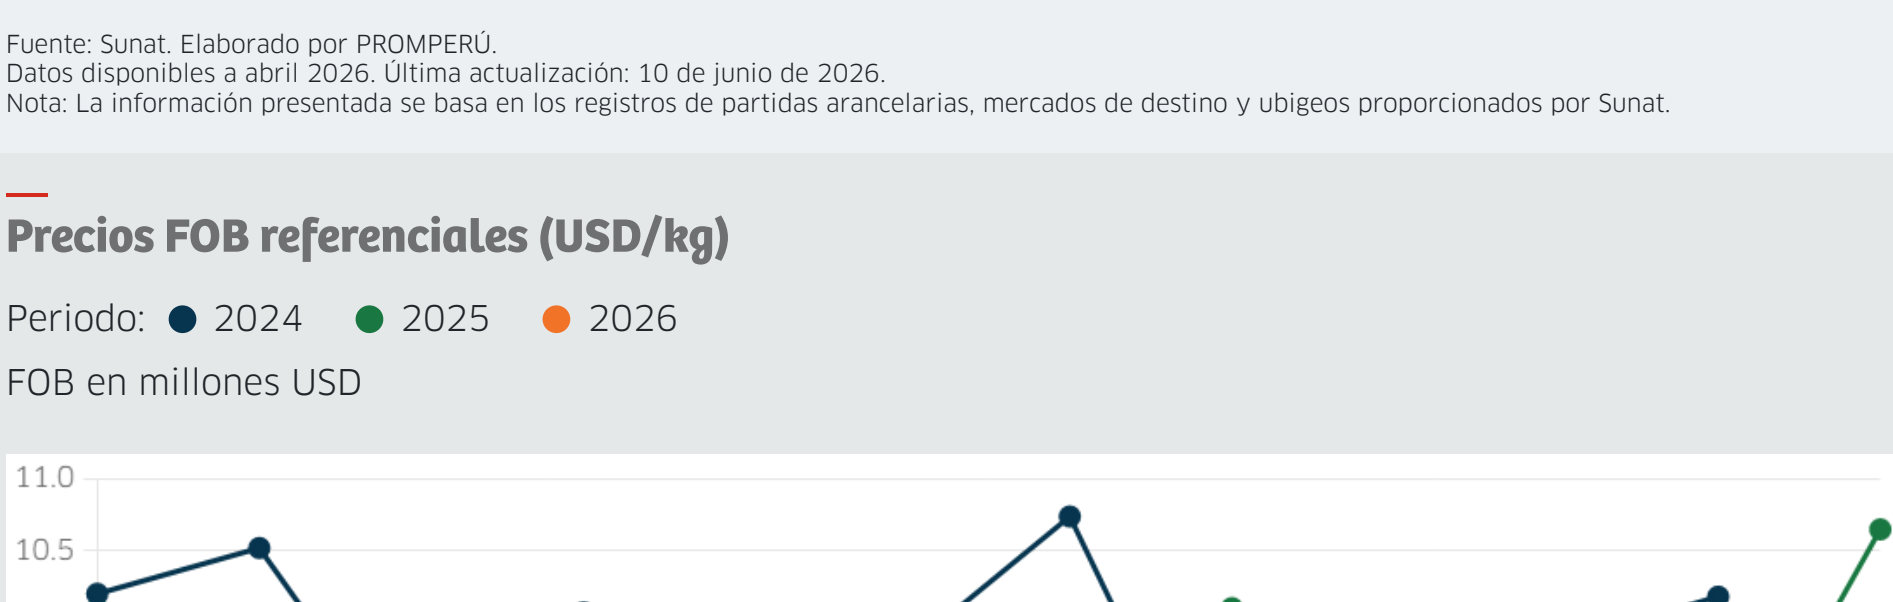 Fuente: Sunat. Elaborado por PROMPERÚ.
Datos disponibles a abril 2026. Última actualización: 10 de junio de 2026.
Nota: La información presentada se basa en los registros de partidas arancelarias, mercados de destino y ubigeos proporcionados por Sunat.
Precios FOB referenciales (USD/kg)
Periodo: 2024 2025 2026
FOB en millones USD
11.0
10.5